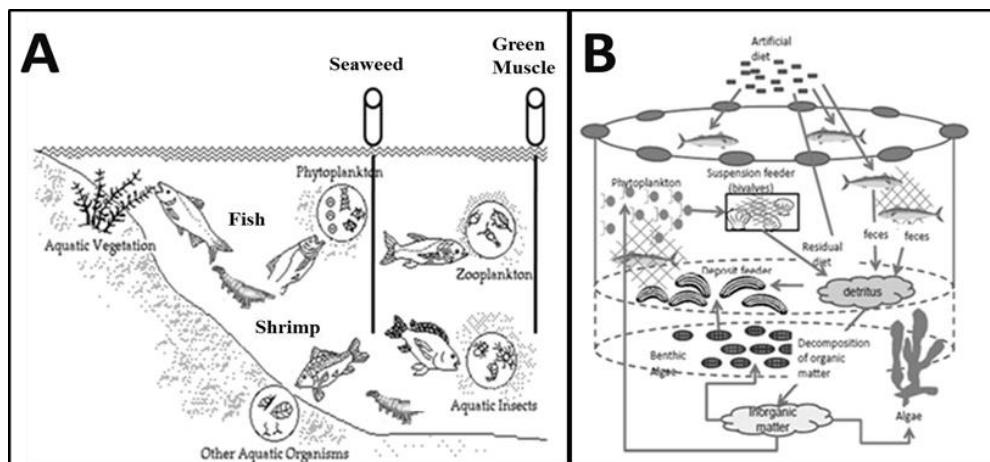 A
Seaweed
Green
Muscle
Phytoplankton
Fish
Aquatic Vegetation
Zooplankton
Shrimp
Aquatic Insects
Other Aquatic Organisms
B
Artificial
diet
Phytoplankton
Suspension feeder
(bivalves)
Residual
diet
feces
feces
Deposit feeder
detritus
Benthic
Algae
Decomposition
of organic
matter
Inorganic
matter
Algae